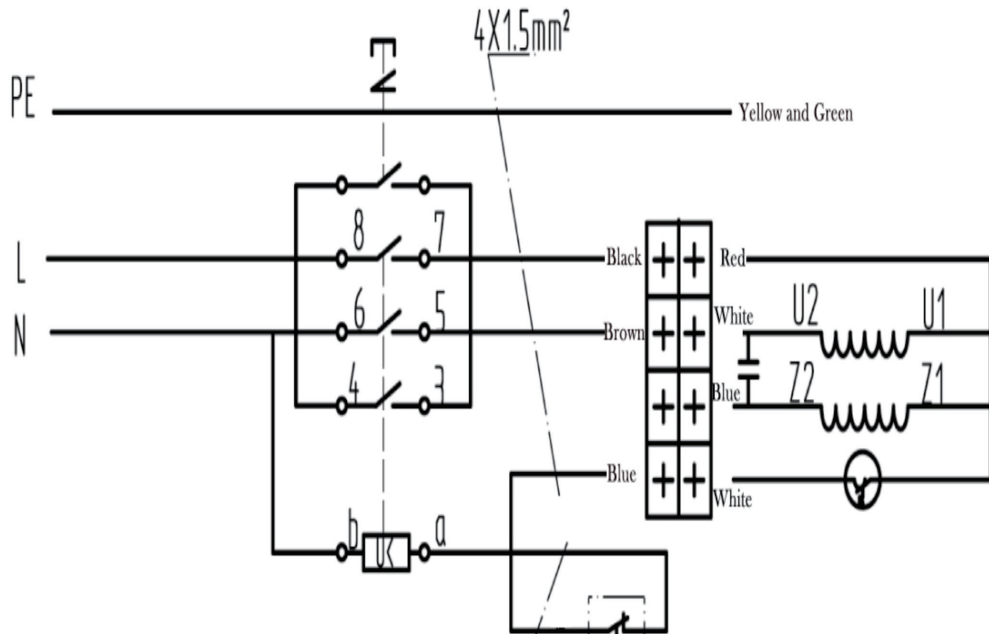 4X1.5mm²
PE
Yellow and Green
8
7
L
Black
Red
6
5
White
U2
U1
N
Brown
4
3
Blue
Z2
Z1
Blue
White
b
U<
a